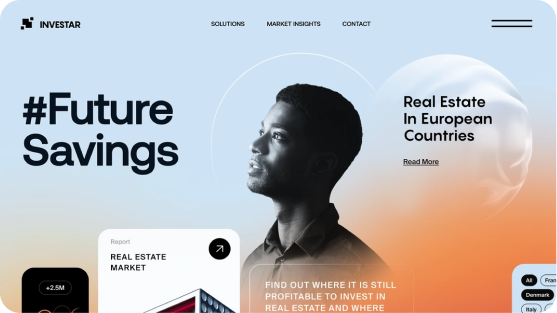 INVESTAR
SOLUTIONS
MARKET INSIGHTS
CONTACT
#Future
Savings
Real Estate
In European
Countries
Read More
Report
REAL ESTATE
MARKET
+2.5M
FIND OUT WHERE IT IS STILL
PROFITABLE TO INVEST IN
REAL ESTATE AND WHERE
All
Fran
Denmark
Italy